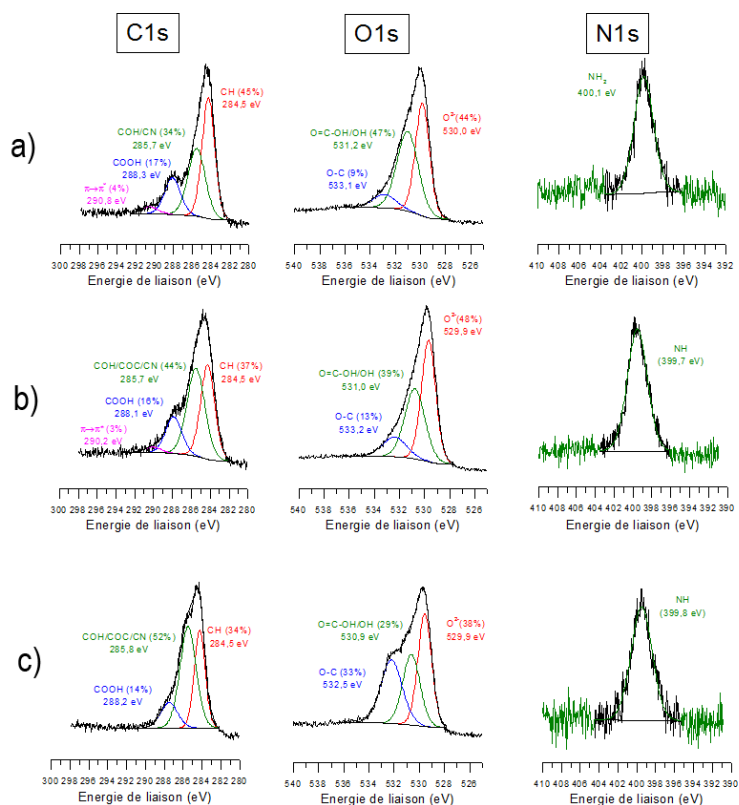 C1s
O1s
N1s
a)
CH (45%)
284,5 eV
COH/CN (34%)
285,7 eV
COOH (17%)
288,3 eV
π→π* (4%)
290,8 eV
300 298 296 294 292 290 288 286 284 282 280
Energie de liaison (eV)
O²⁻(44%)
530,0 eV
O=C-OH/OH (47%)
531,2 eV
O-C (9%)
533,1 eV
540 538 536 534 532 530 528 526
Energie de liaison (eV)
NH₂
400,1 eV
410 408 406 404 402 400 398 396 394 392
Energie de liaison (eV)
b)
COH/COC/CN (44%)
285,7 eV
CH (37%)
284,5 eV
COOH (16%)
288,1 eV
π→π* (3%)
290,2 eV
300 298 296 294 292 290 288 286 284 282 280
Energie de liaison (eV)
O²⁻(48%)
529,9 eV
O=C-OH/OH (39%)
531,0 eV
O-C (13%)
533,2 eV
540 538 536 534 532 530 528 526
Energie de liaison (eV)
NH
(399,7 eV)
410 408 406 404 402 400 398 396 394 392 390
Energie de liaison (eV)
c)
COH/COC/CN (52%)
285,8 eV
CH (34%)
284,5 eV
COOH (14%)
288,2 eV
300 298 296 294 292 290 288 286 284 282 280
Energie de liaison (eV)
O=C-OH/OH (29%)
530,9 eV
O²⁻(38%)
529,9 eV
O-C (33%)
532,5 eV
540 538 536 534 532 530 528 526
Energie de liaison (eV)
NH
(399,8 eV)
410 408 406 404 402 400 398 396 394 392 390
Energie de liaison (eV)